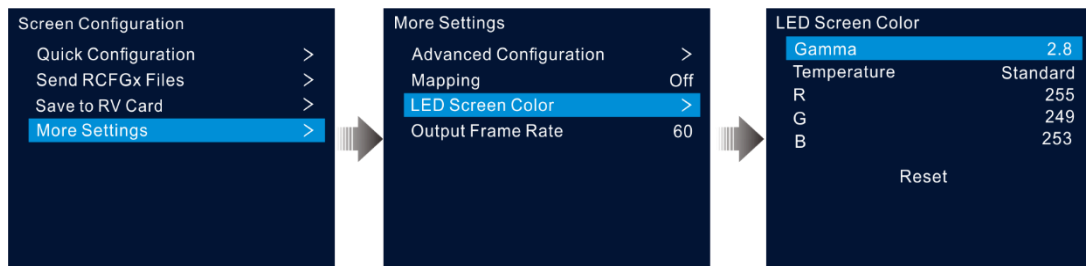 Screen Configuration
Quick Configuration >
Send RCFGx Files >
Save to RV Card >
More Settings >
More Settings
Advanced Configuration >
Mapping Off
LED Screen Color >
Output Frame Rate 60
LED Screen Color
Gamma 2.8
Temperature Standard
R 255
G 249
B 253
Reset